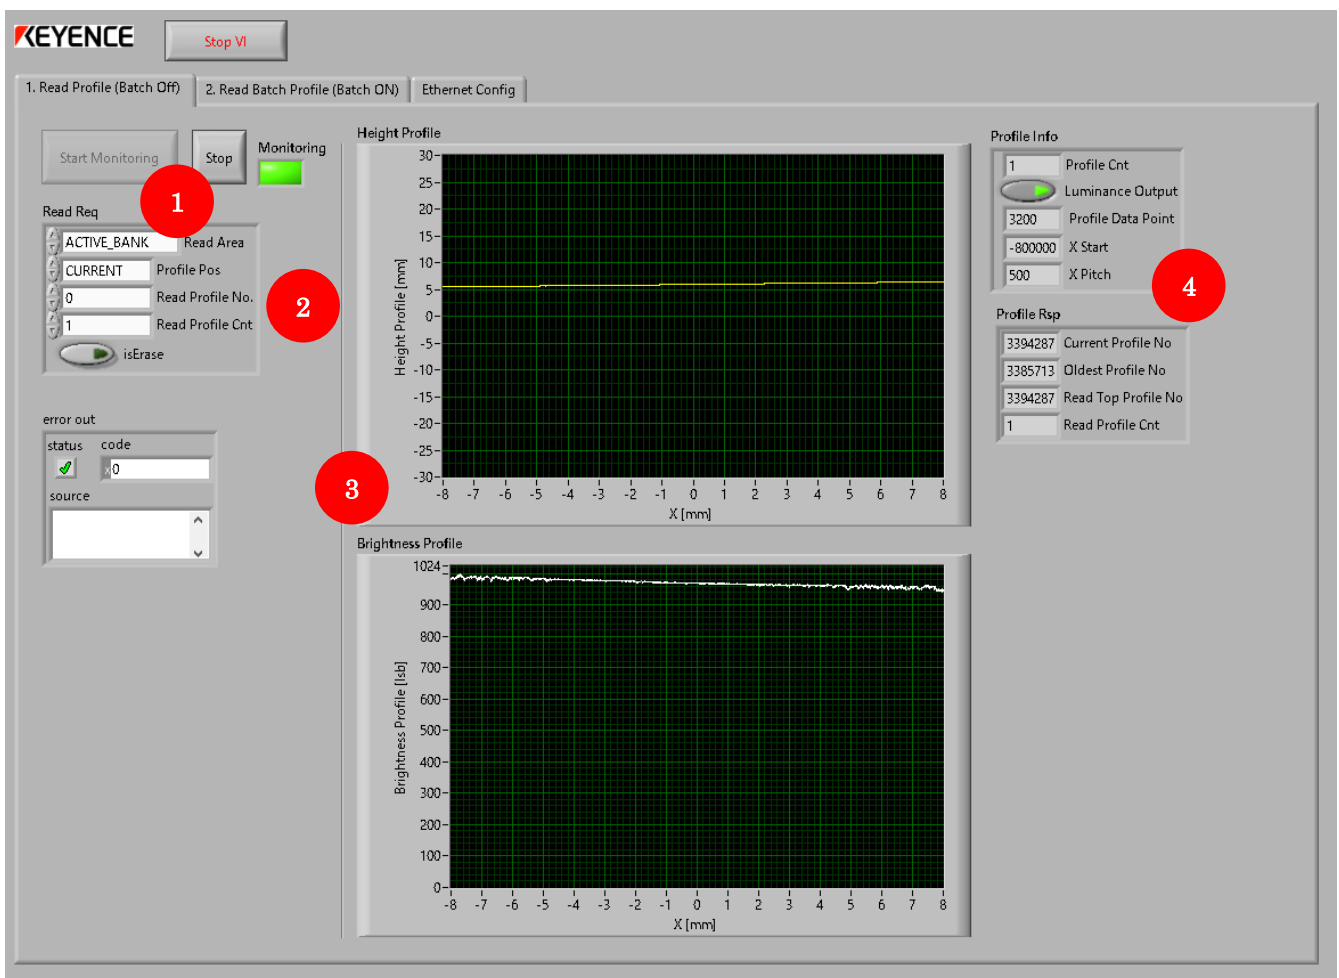 KEYENCE
Stop VI
1. Read Profile (Batch Off)
2. Read Batch Profile (Batch ON)
Ethernet Config
Start Monitoring
Stop
Monitoring
1
Read Req
ACTIVE_BANK Read Area
CURRENT Profile Pos
0 Read Profile No.
1 Read Profile Cnt
isErase
2
error out
status code
x0
source
Height Profile
Height Profile [mm]
30
25
20
15
10
5
0
-5
-10
-15
-20
-25
-30
-8 -7 -6 -5 -4 -3 -2 -1 0 1 2 3 4 5 6 7 8
X [mm]
3
Brightness Profile
Brightness Profile [lsb]
1024
900
800
700
600
500
400
300
200
100
0
-8 -7 -6 -5 -4 -3 -2 -1 0 1 2 3 4 5 6 7 8
X [mm]
Profile Info
1 Profile Cnt
Luminance Output
3200 Profile Data Point
-800000 X Start
500 X Pitch
4
Profile Rsp
3394287 Current Profile No
3385713 Oldest Profile No
3394287 Read Top Profile No
1 Read Profile Cnt